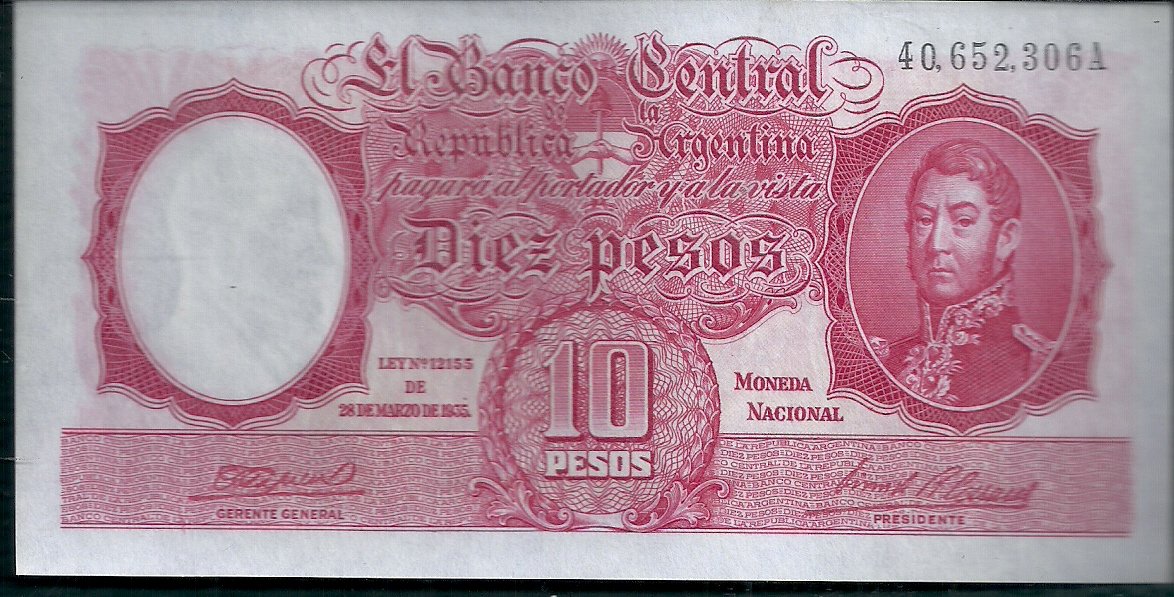 40,652,306A
El Banco Central
de la
República Argentina
pagará al portador y a la vista
Diez pesos
LEY Nº 12155
DE
28 DE MARZO DE 1935.
10
PESOS
MONEDA
NACIONAL
GERENTE GENERAL
PRESIDENTE